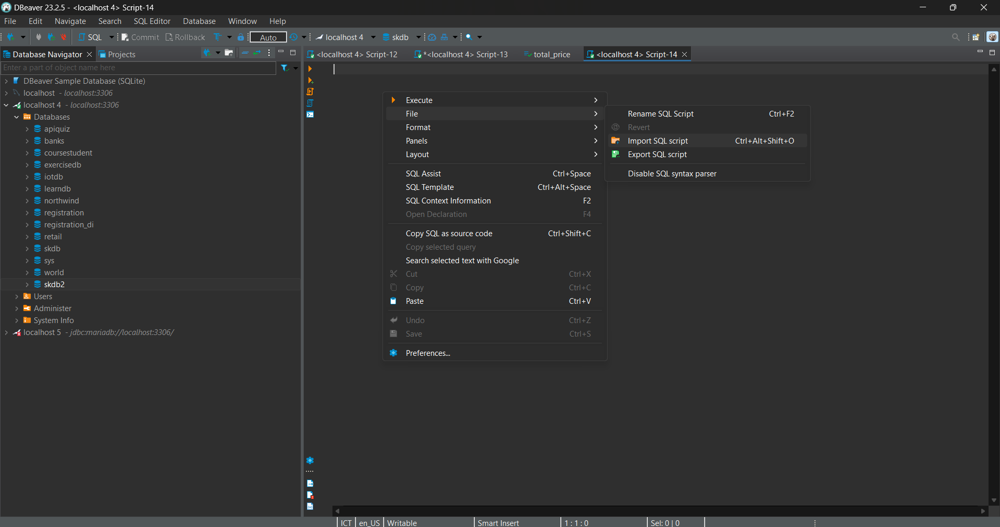 DBeaver 23.2.5 - <localhost 4> Script-14
File Edit Navigate Search SQL Editor Database Window Help
SQL Commit Rollback Auto localhost 4 skdb
Database Navigator Projects
<localhost 4> Script-12 *<localhost 4> Script-13 total_price <localhost 4> Script-14
Enter a part of object name here
DBeaver Sample Database (SQLite)
localhost - localhost:3306
localhost 4 - localhost:3306
Databases
apiquiz
banks
coursestudent
exercisedb
iotdb
learndb
northwind
registration
registration_di
retail
skdb
sys
world
skdb2
Users
Administer
System Info
localhost 5 - jdbc:mariadb://localhost:3306/
Execute
File
Format
Panels
Layout
SQL Assist Ctrl+Space
SQL Template Ctrl+Alt+Space
SQL Context Information F2
Open Declaration F4
Copy SQL as source code Ctrl+Shift+C
Copy selected query
Search selected text with Google
Cut Ctrl+X
Copy Ctrl+C
Paste Ctrl+V
Undo Ctrl+Z
Save Ctrl+S
Preferences...
Rename SQL Script Ctrl+F2
Revert
Import SQL script Ctrl+Alt+Shift+O
Export SQL script
Disable SQL syntax parser
ICT en_US Writable Smart Insert 1 : 1 : 0 Sel: 0 | 0